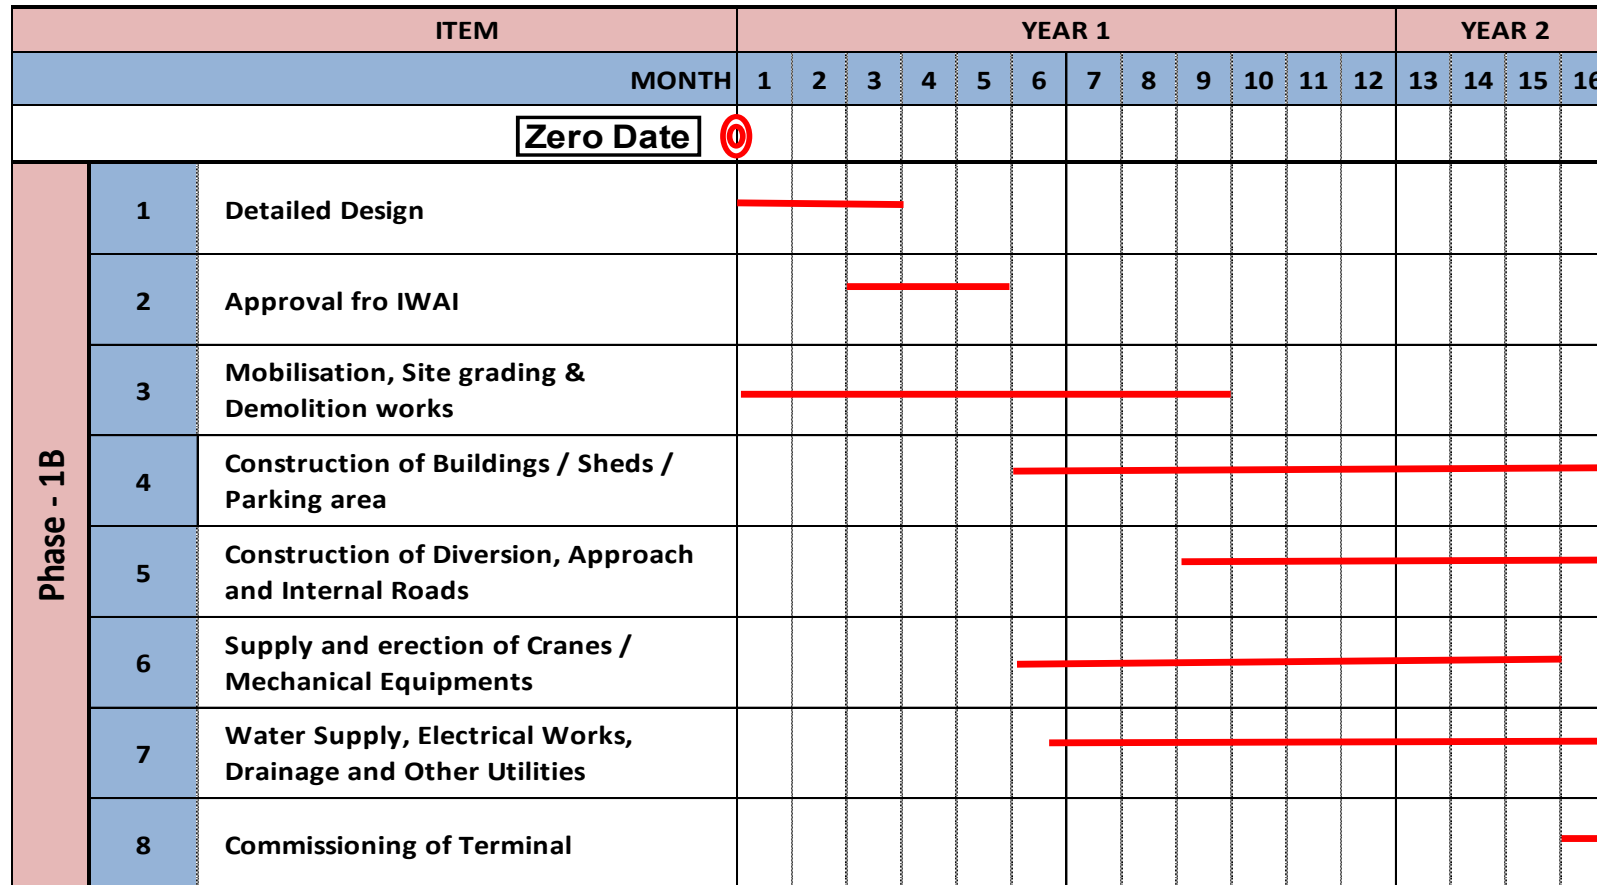 ITEM YEAR 1 YEAR 2
MONTH 1 2 3 4 5 6 7 8 9 10 11 12 13 14 15 16
Zero Date
Phase - 1B
1 Detailed Design
2 Approval fro IWAI
3 Mobilisation, Site grading &
Demolition works
4 Construction of Buildings / Sheds /
Parking area
5 Construction of Diversion, Approach
and Internal Roads
6 Supply and erection of Cranes /
Mechanical Equipments
7 Water Supply, Electrical Works,
Drainage and Other Utilities
8 Commissioning of Terminal